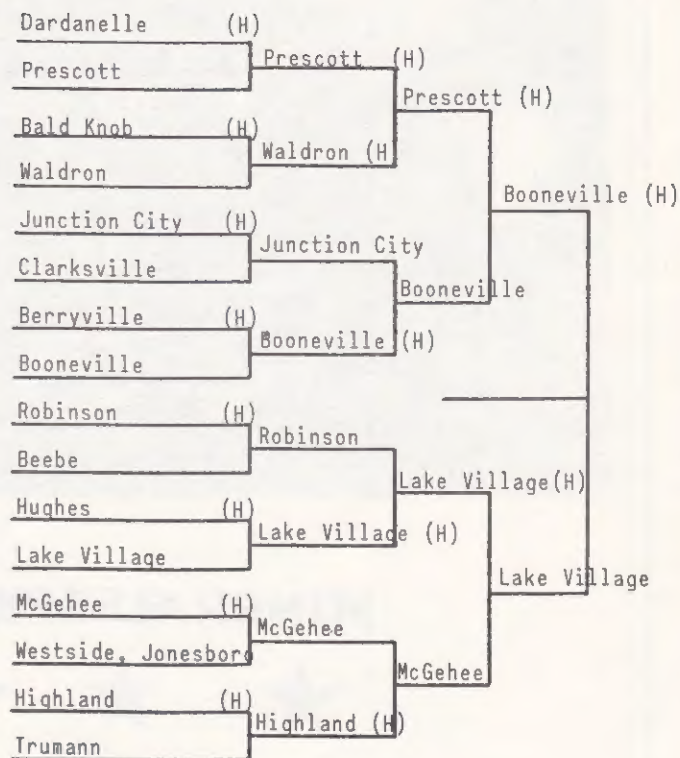 Dardanelle (H)
Prescott
Prescott (H)
Prescott (H)
Bald Knob (H)
Waldron
Waldron (H
Booneville (H)
Junction City (H)
Clarksville
Junction City
Booneville
Berryville (H)
Booneville
Booneville (H)
Robinson (H)
Beebe
Robinson
Lake Village (H)
Hughes (H)
Lake Village
Lake Village (H)
Lake Village
McGehee (H)
Westside, Jonesboro
McGehee
McGehee
Highland (H)
Trumann
Highland (H)